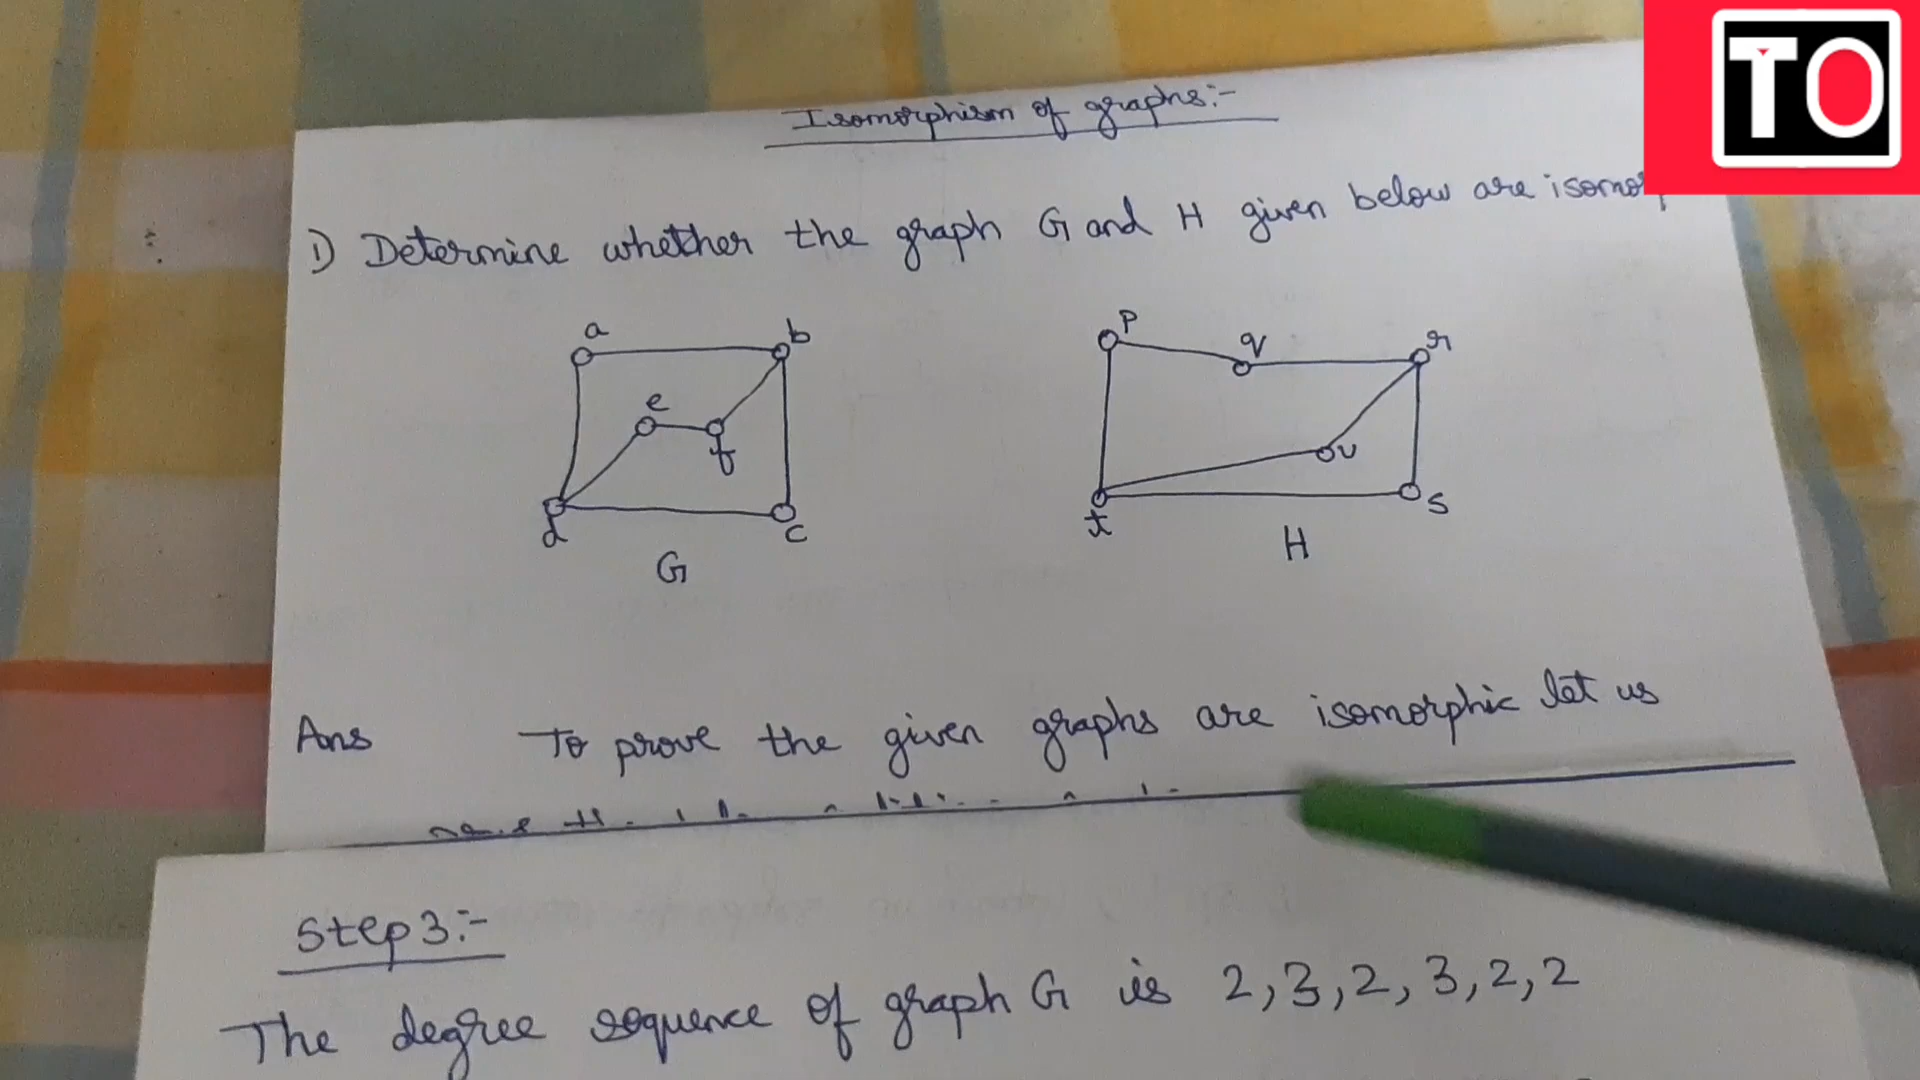 TO
Isomorphism of graphs:-
1) Determine whether the graph G and H given below are isomor
a b p q r
e f v
d c t s
G H
Ans To prove the given graphs are isomorphic let us
Step 3:-
The degree sequence of graph G is 2,3,2,3,2,2